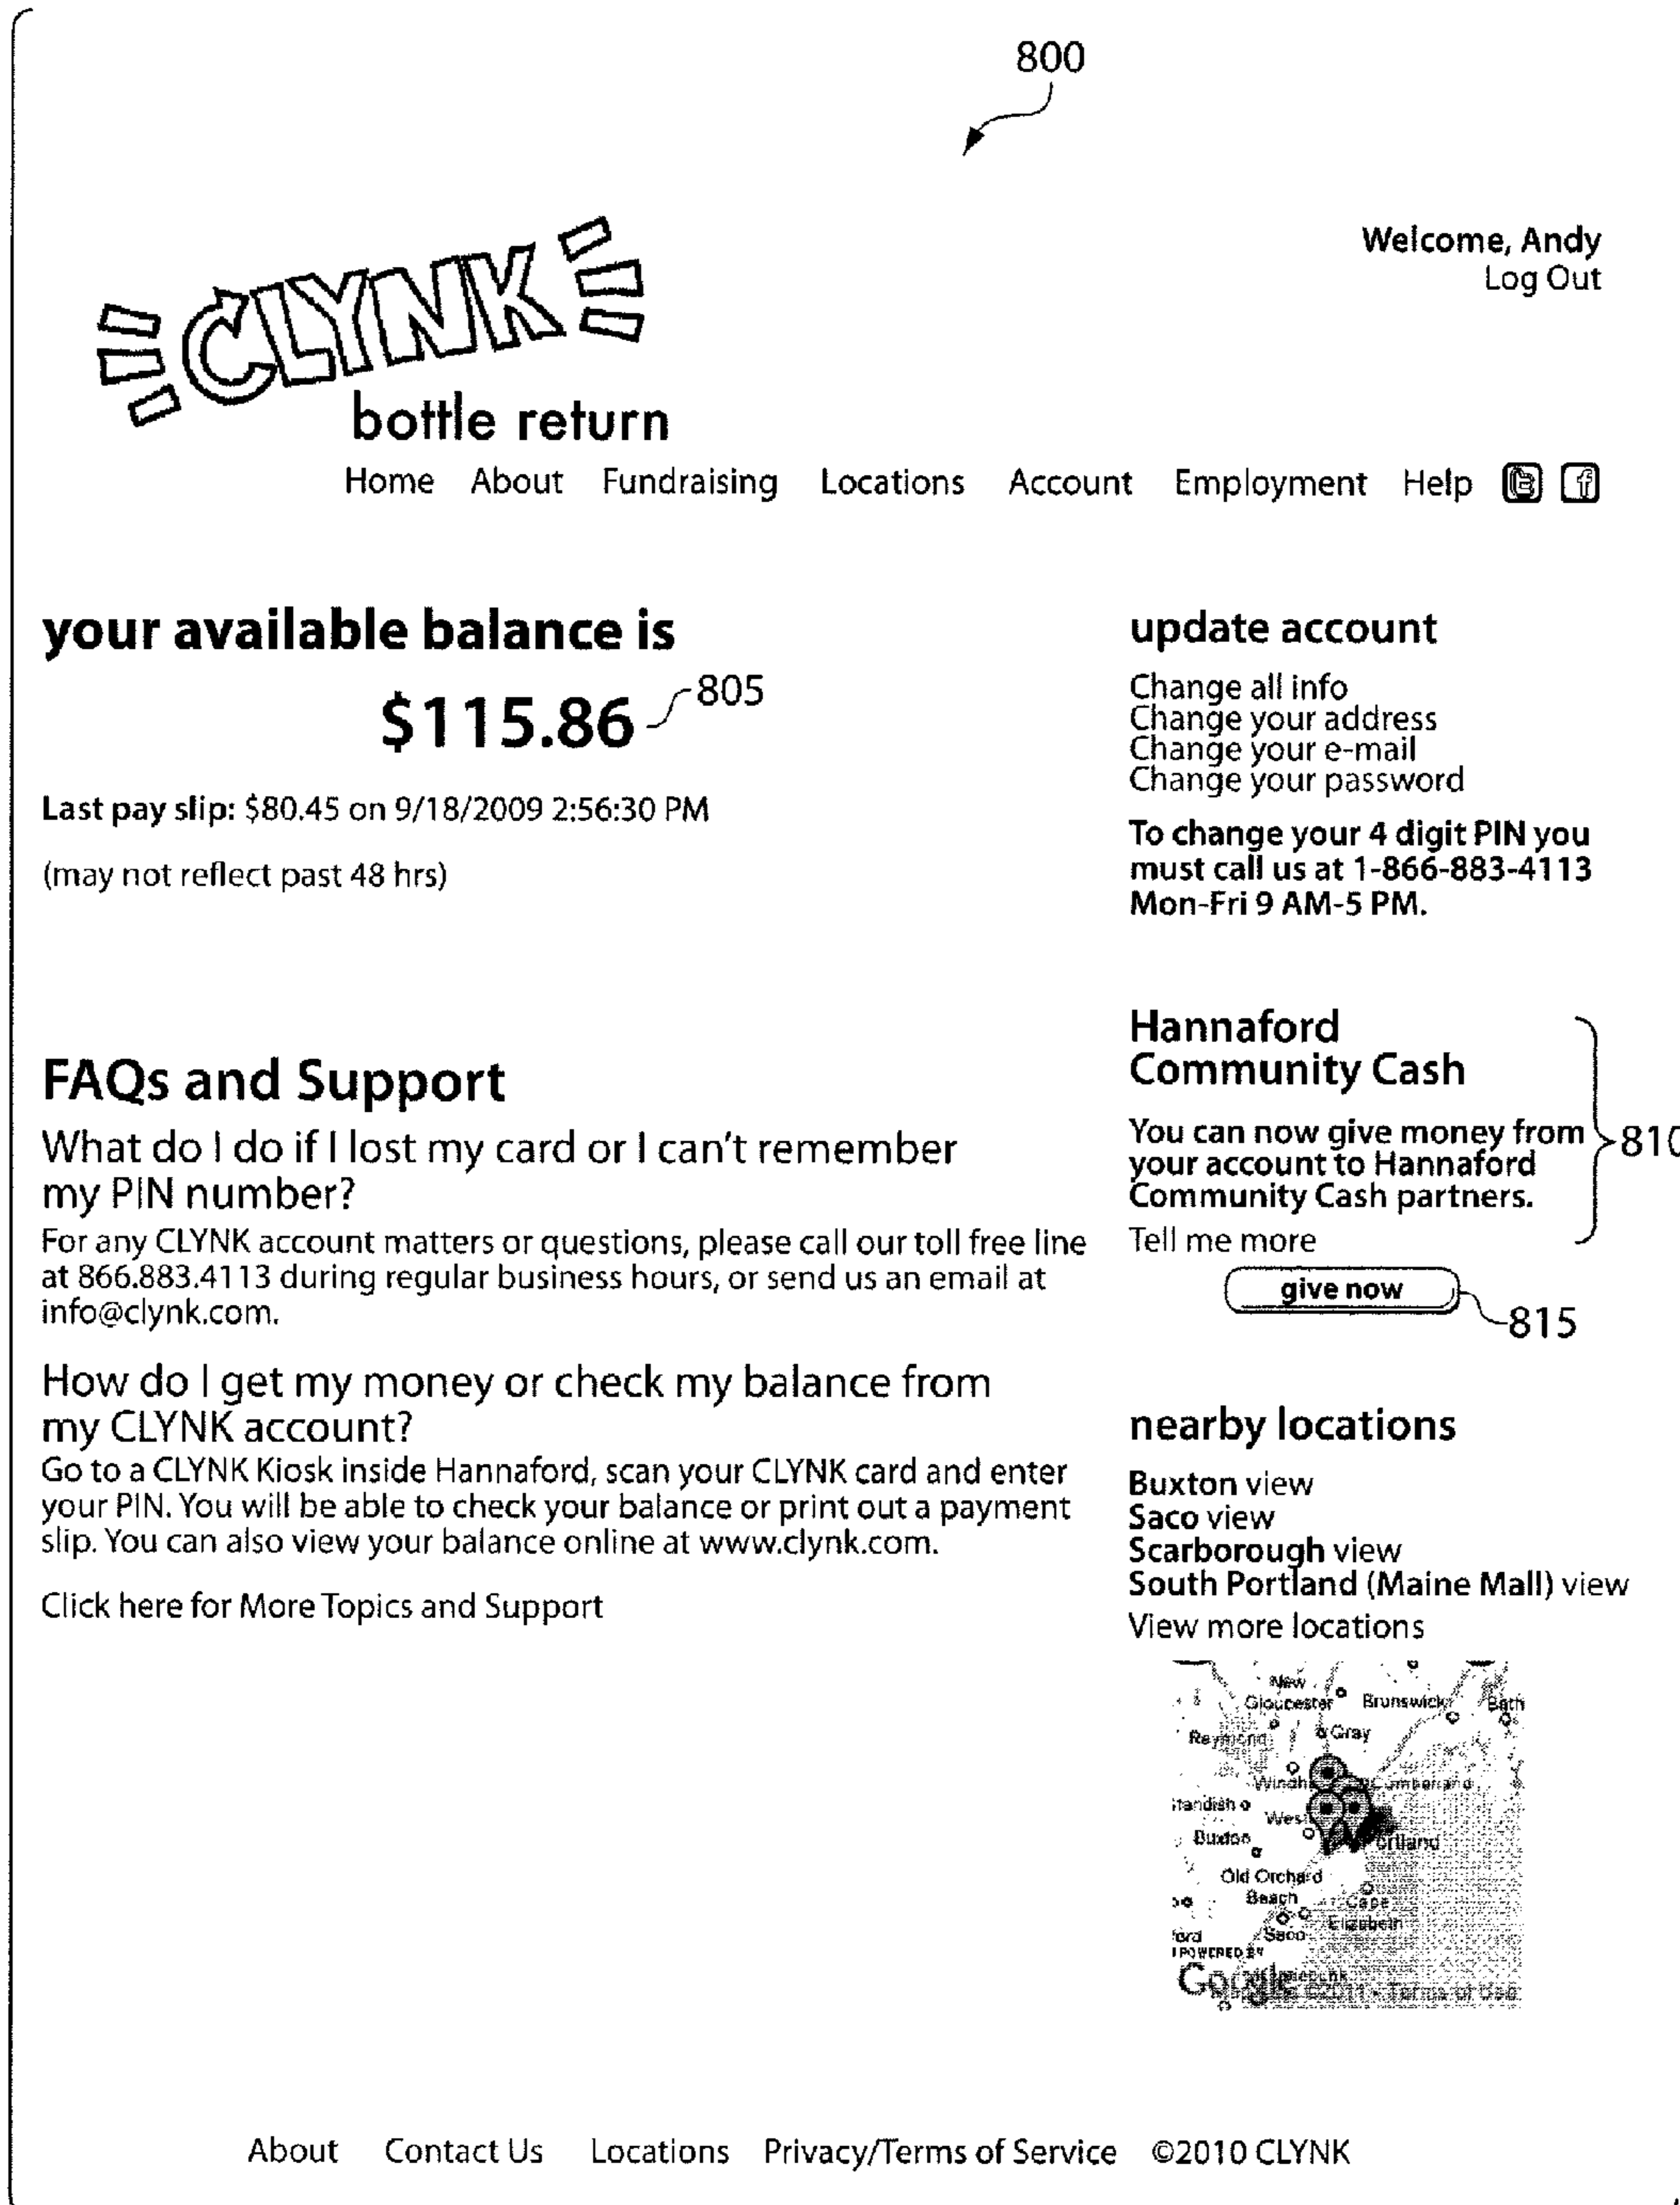 800
Welcome, Andy
Log Out
CLYNK
bottle return
Home About Fundraising Locations Account Employment Help
your available balance is
$115.86
805
Last pay slip: $80.45 on 9/18/2009 2:56:30 PM
(may not reflect past 48 hrs)
FAQs and Support
What do I do if I lost my card or I can't remember
my PIN number?
For any CLYNK account matters or questions, please call our toll free line
at 866.883.4113 during regular business hours, or send us an email at
info@clynk.com.
How do I get my money or check my balance from
my CLYNK account?
Go to a CLYNK Kiosk inside Hannaford, scan your CLYNK card and enter
your PIN. You will be able to check your balance or print out a payment
slip. You can also view your balance online at www.clynk.com.
Click here for More Topics and Support
update account
Change all info
Change your address
Change your e-mail
Change your password
To change your 4 digit PIN you
must call us at 1-866-883-4113
Mon-Fri 9 AM-5 PM.
Hannaford
Community Cash
You can now give money from
your account to Hannaford
Community Cash partners.
810
Tell me more
give now
815
nearby locations
Buxton view
Saco view
Scarborough view
South Portland (Maine Mall) view
View more locations
New
Gloucester
Brunswick
Bath
Raymond
Gray
Cumberland
Buxton
Old Orchard
Beach
Cape
Elizabeth
Saco
POWERED BY
Google
Terms of Use
About Contact Us Locations Privacy/Terms of Service ©2010 CLYNK